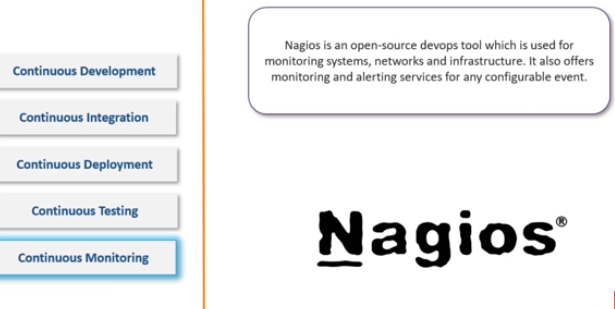 Continuous Development
Continuous Integration
Continuous Deployment
Continuous Testing
Continuous Monitoring
Nagios is an open-source devops tool which is used for
monitoring systems, networks and infrastructure. It also offers
monitoring and alerting services for any configurable event.
Nagios®